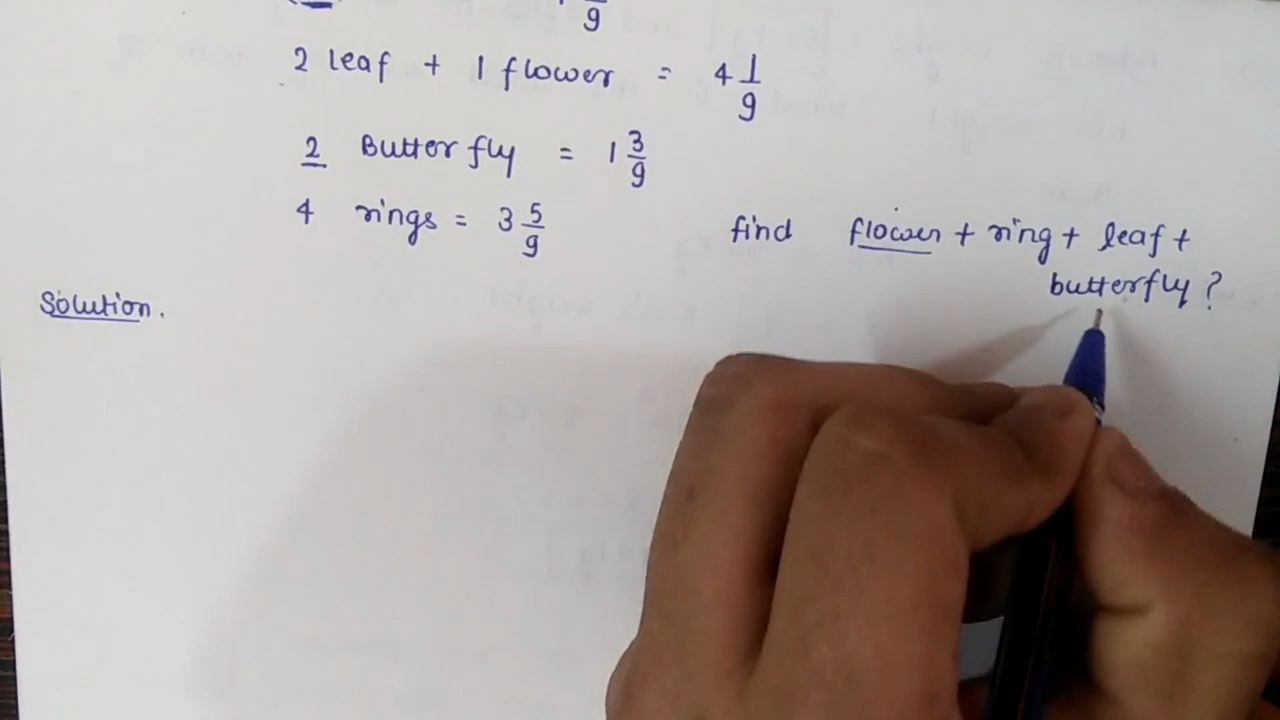 9
2 leaf + 1 flower = 4 1/9
2 Butterfly = 1 3/9
4 rings = 3 5/9
find flower + ring + leaf +
butterfly ?
Solution.